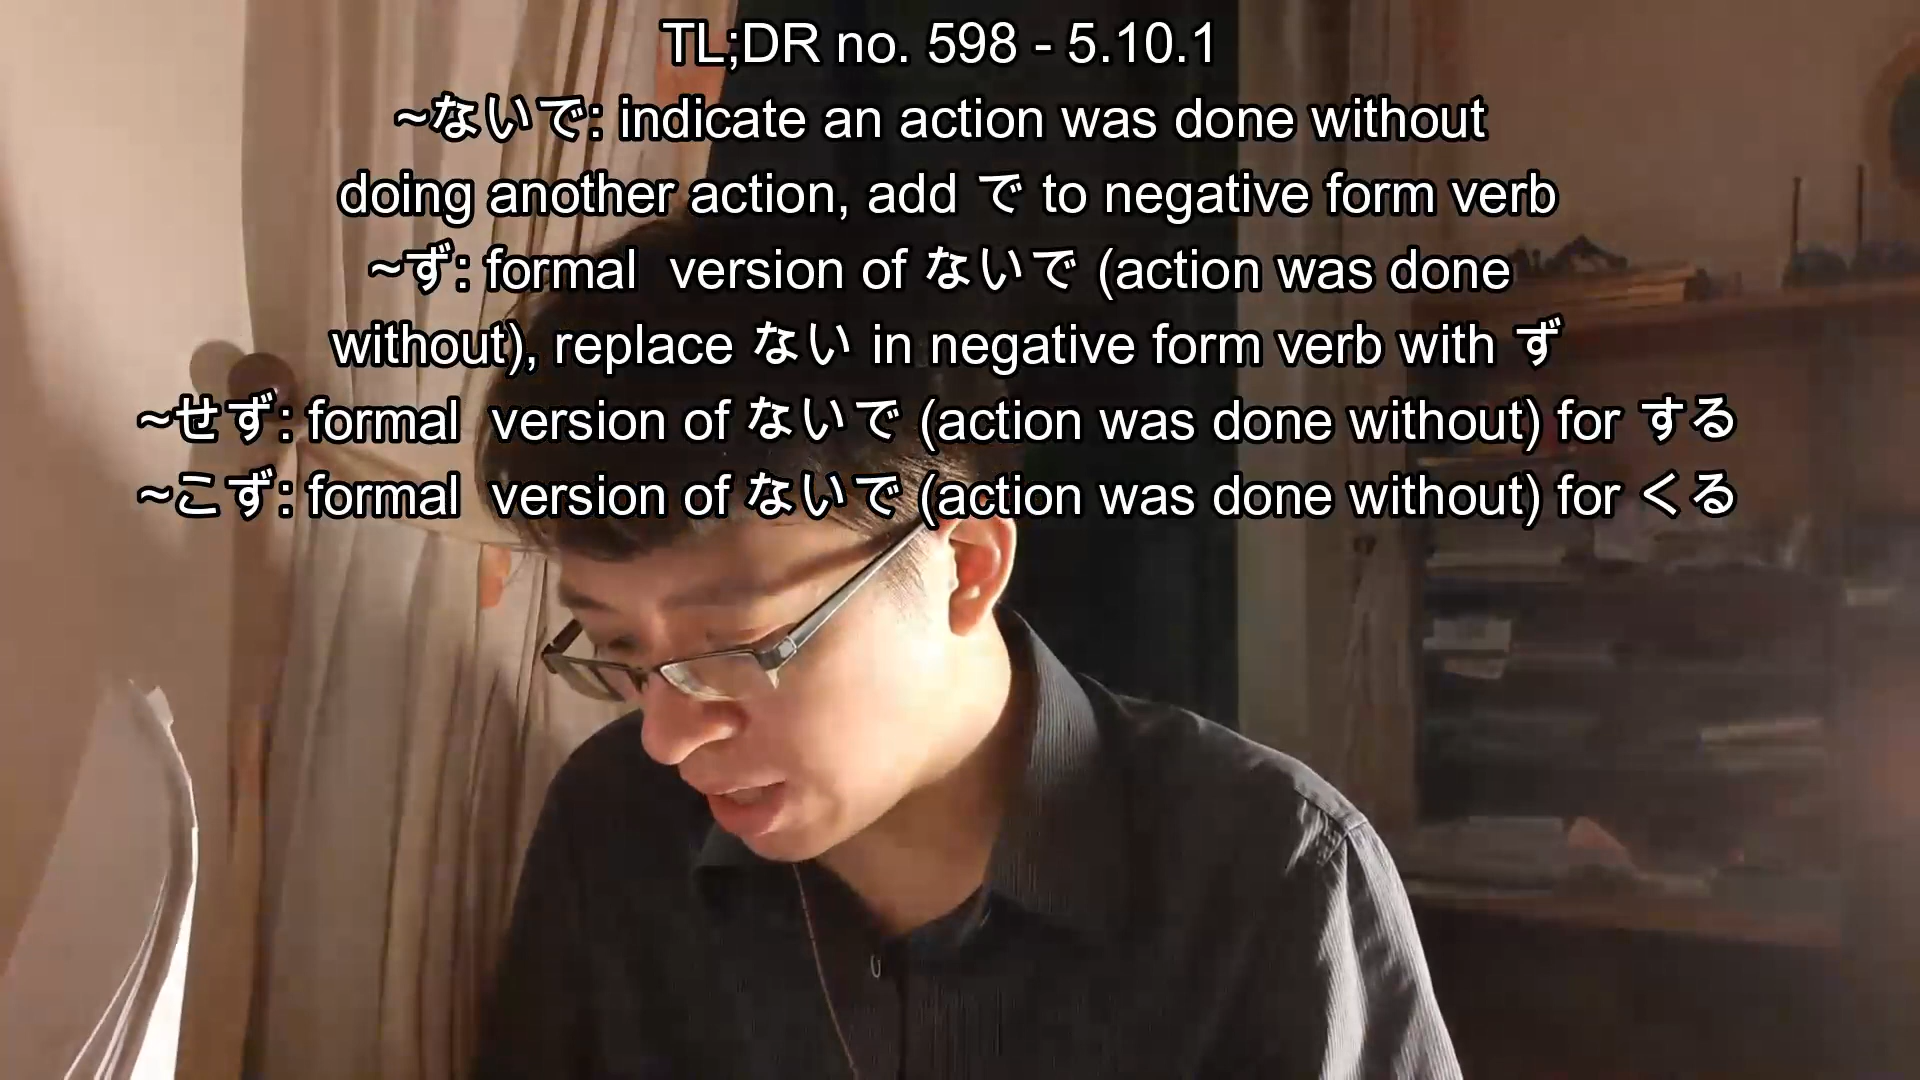 TL;DR no. 598 - 5.10.1
~ないで: indicate an action was done without
doing another action, add で to negative form verb
~ず: formal  version of ないで (action was done
without), replace ない in negative form verb with ず
~せず: formal  version of ないで (action was done without) for する
~こず: formal  version of ないで (action was done without) for くる